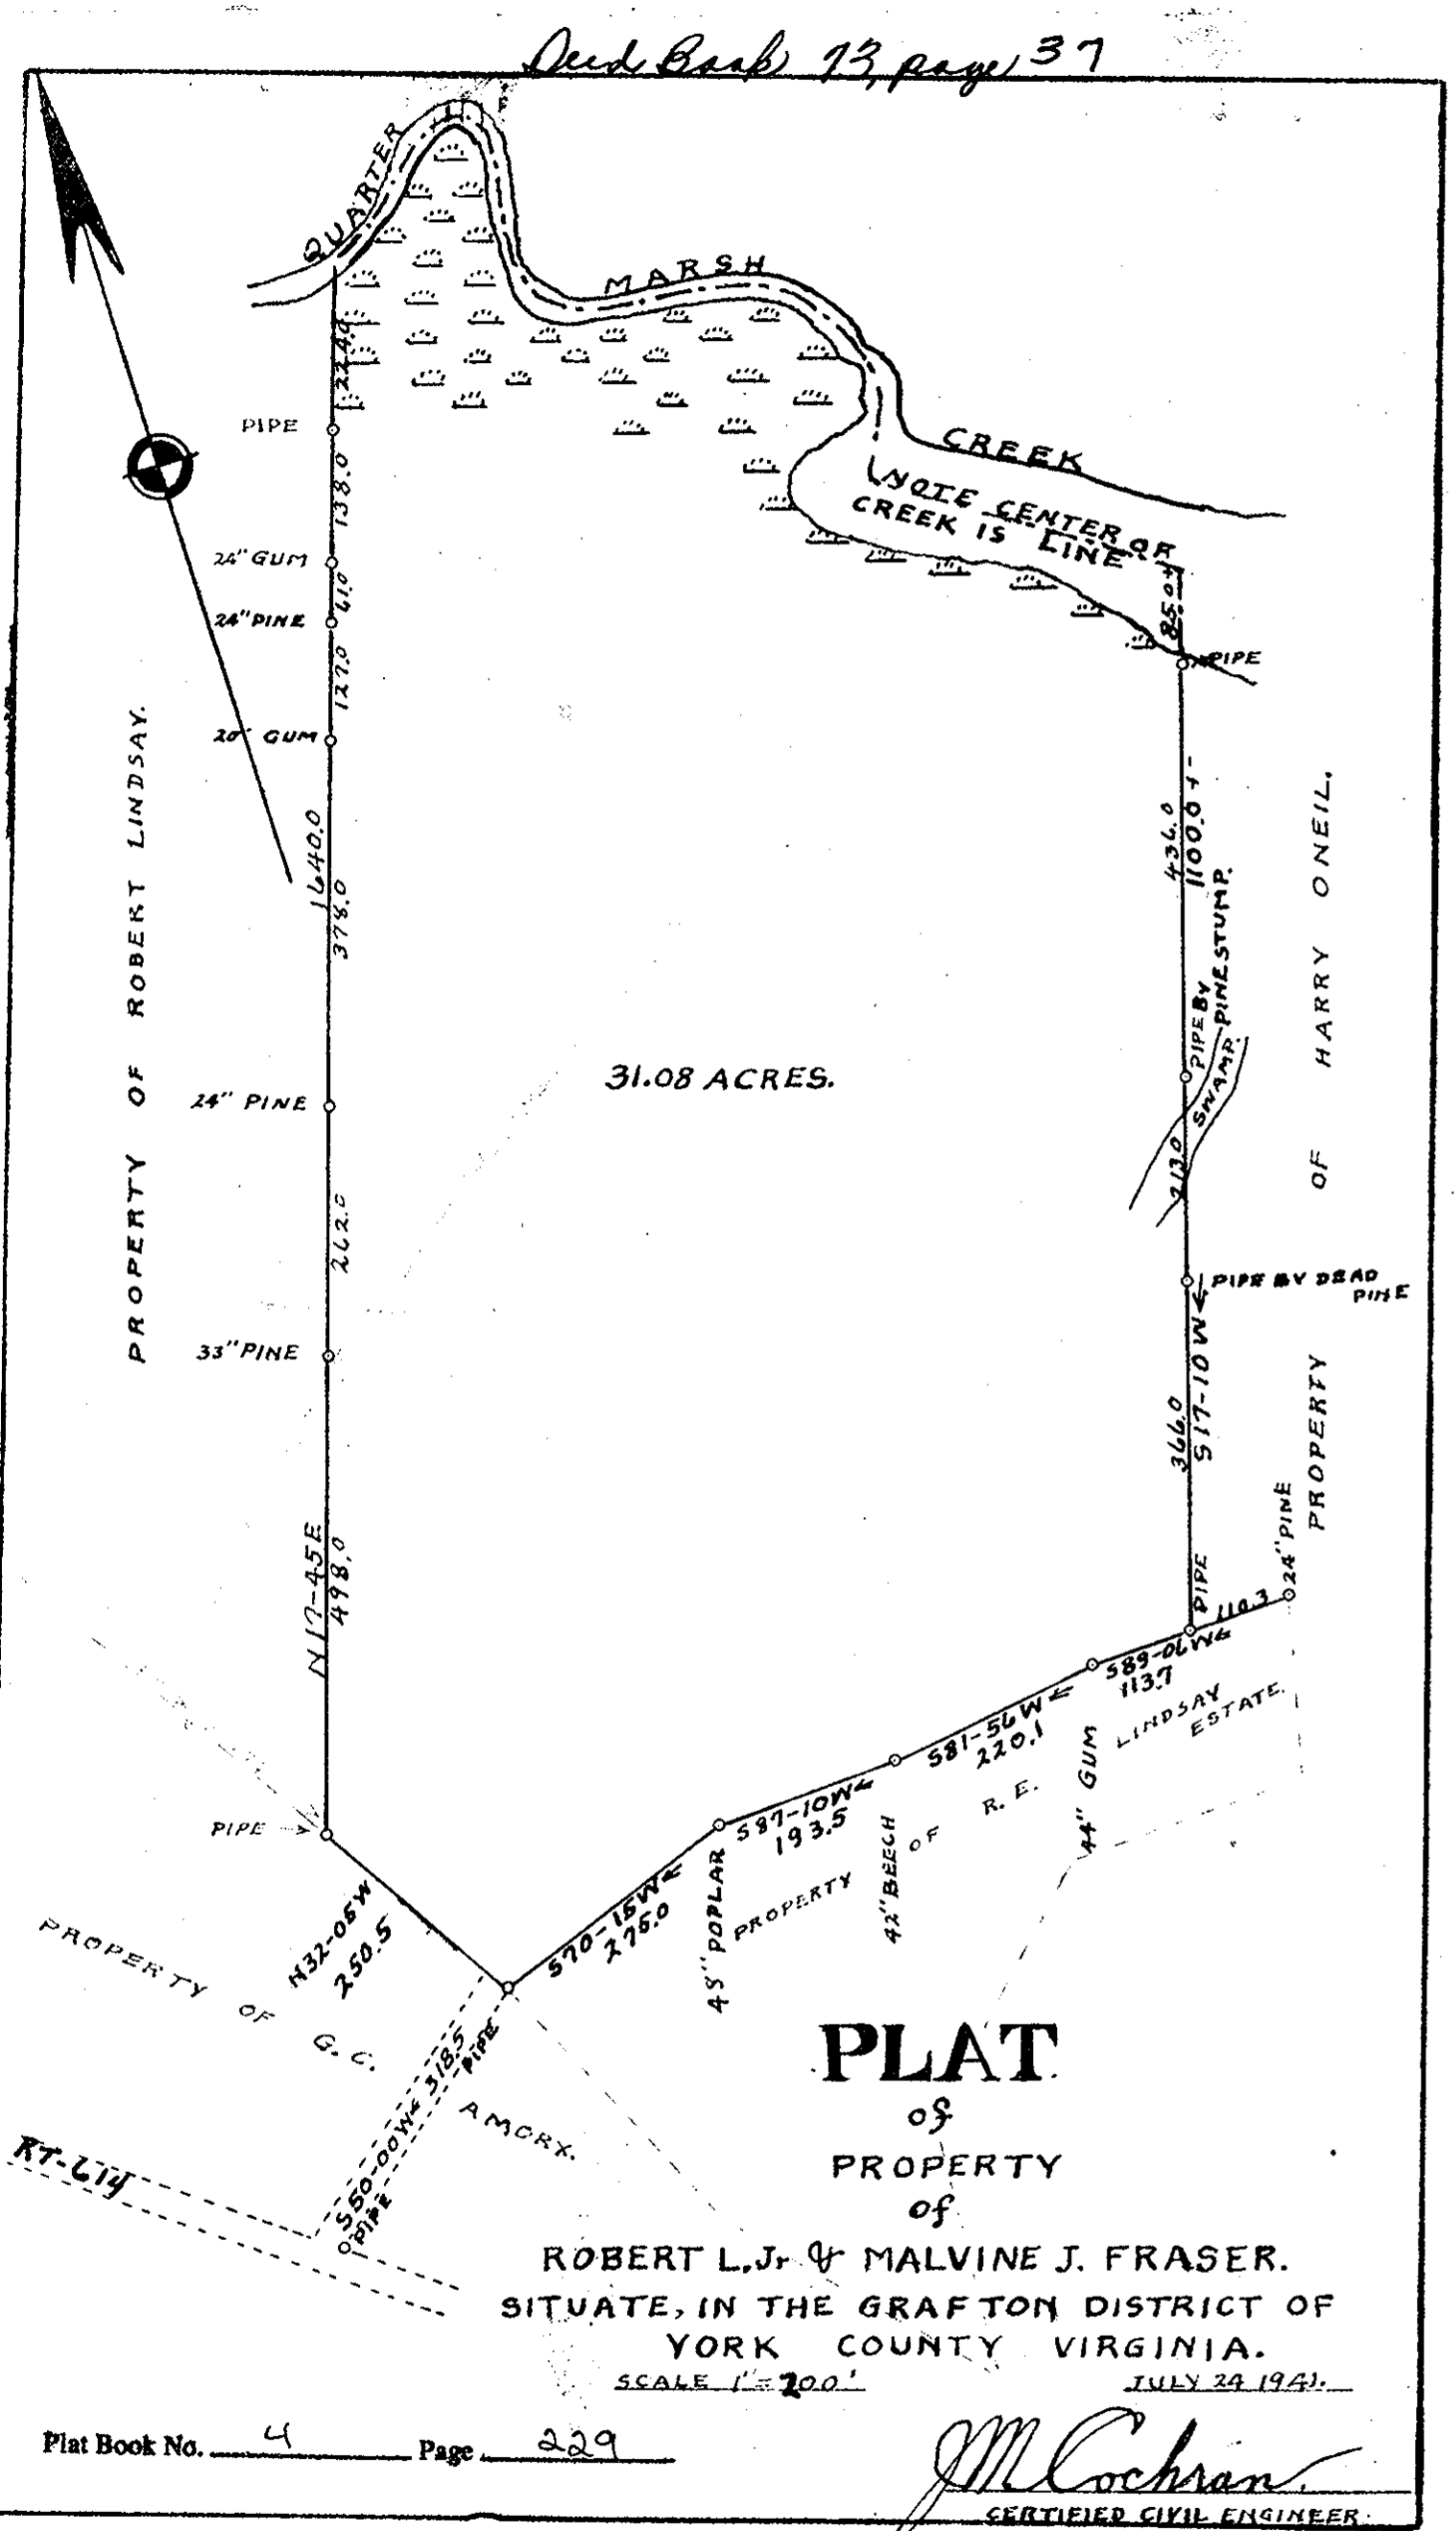 Deed Book 73, page 37
QUARTER
MARSH
CREEK
NOTE CENTER OF
CREEK IS LINE
224.0
PIPE
138.0
24" GUM
61.0
24" PINE
127.0
20" GUM
1640.0
378.0
24" PINE
262.0
33" PINE
N17-45E
498.0
PIPE
PROPERTY OF ROBERT LINDSAY.
85.0+-
PIPE
436.0
1100.0+-
PIPE BY
PINE STUMP.
SWAMP.
213.0
PIPE BY DEAD
PINE
366.0
S17-10W
PIPE
PROPERTY OF HARRY ONEIL.
31.08 ACRES.
24" PINE
110.3
S89-06W
113.7
LINDSAY
ESTATE.
S81-56W
220.1
44" GUM
S87-10W
193.5
42" BEECH
PROPERTY OF R. E.
S70-15W
275.0
48" POPLAR
N32-05W
250.5
PROPERTY OF G. C.
AMORY.
S50-00W 318.5
PIPE
PIPE
RT-614
PLAT
of
PROPERTY
of
ROBERT L. Jr & MALVINE J. FRASER.
SITUATE, IN THE GRAFTON DISTRICT OF
YORK COUNTY VIRGINIA.
SCALE 1"=200'
JULY 24 1941.
Plat Book No. 4 Page 229
JM Cochran.
CERTIFIED CIVIL ENGINEER.